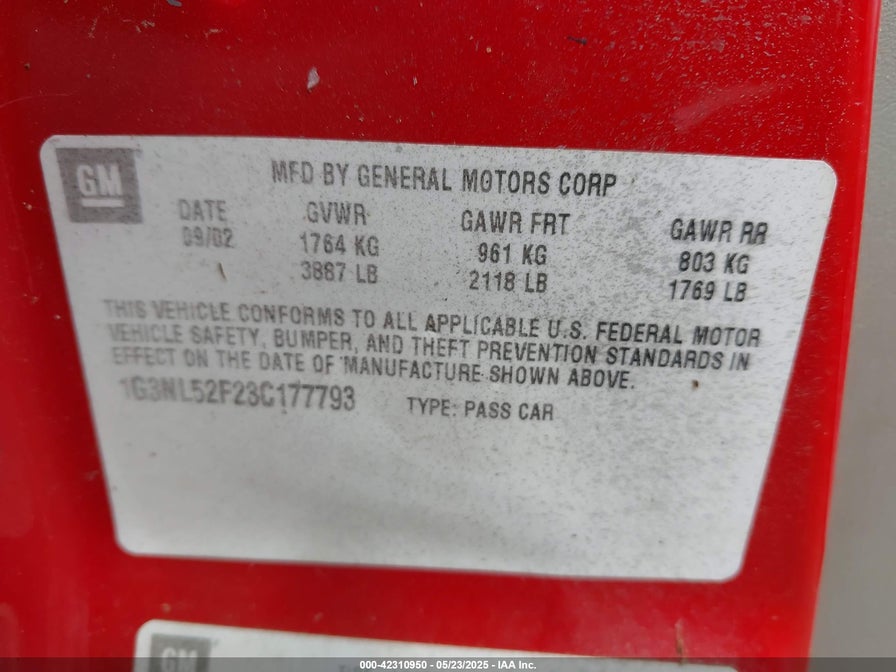 GM
MFD BY GENERAL MOTORS CORP
DATE GVWR GAWR FRT GAWR RR
09/02 1764 KG 961 KG 803 KG
3887 LB 2118 LB 1769 LB
THIS VEHICLE CONFORMS TO ALL APPLICABLE U.S. FEDERAL MOTOR
VEHICLE SAFETY, BUMPER, AND THEFT PREVENTION STANDARDS IN
EFFECT ON THE DATE OF MANUFACTURE SHOWN ABOVE.
1G3NL52F23C177793 TYPE: PASS CAR
GM
000-42310950 - 05/23/2025 - IAA Inc.